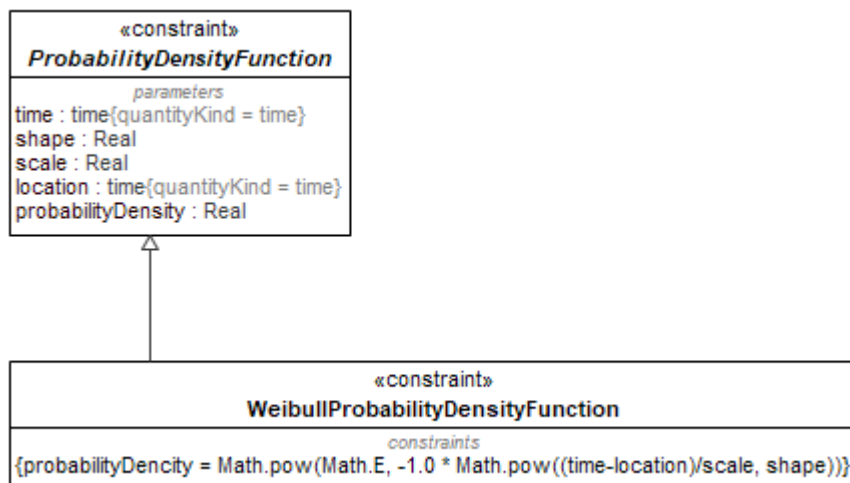 «constraint»
ProbabilityDensityFunction
parameters
time : time{quantityKind = time}
shape : Real
scale : Real
location : time{quantityKind = time}
probabilityDensity : Real
«constraint»
WeibullProbabilityDensityFunction
constraints
{probabilityDencity = Math.pow(Math.E, -1.0 * Math.pow((time-location)/scale, shape))}